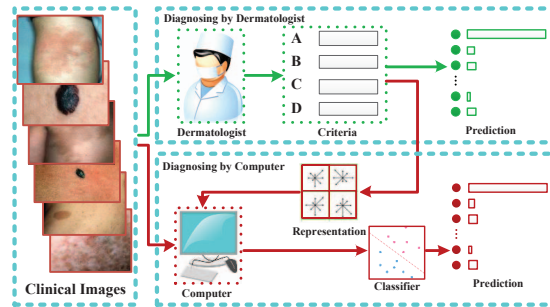 Diagnosing by Dermatologist
A
B
C
D
Dermatologist
Criteria
Prediction
Diagnosing by Computer
Representation
Computer
Classifier
Prediction
Clinical Images